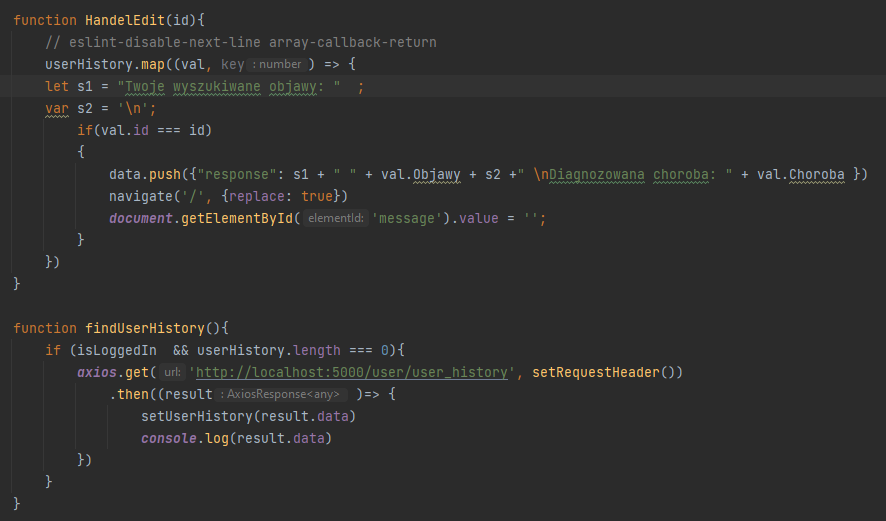 function HandelEdit(id){
// eslint-disable-next-line array-callback-return
userHistory.map((val, key : number ) => {
let s1 = "Twoje wyszukiwane objawy: "  ;
var s2 = '\n';
if(val.id === id)
{
data.push({"response": s1 + " " + val.Objawy + s2 +" \nDiagnozowana choroba: " + val.Choroba })
navigate('/', {replace: true})
document.getElementById( elementId: 'message').value = '';
}
})
}
function findUserHistory(){
if (isLoggedIn  && userHistory.length === 0){
axios.get( url: 'http://localhost:5000/user/user_history', setRequestHeader())
.then((result : AxiosResponse<any> )=> {
setUserHistory(result.data)
console.log(result.data)
})
}
}